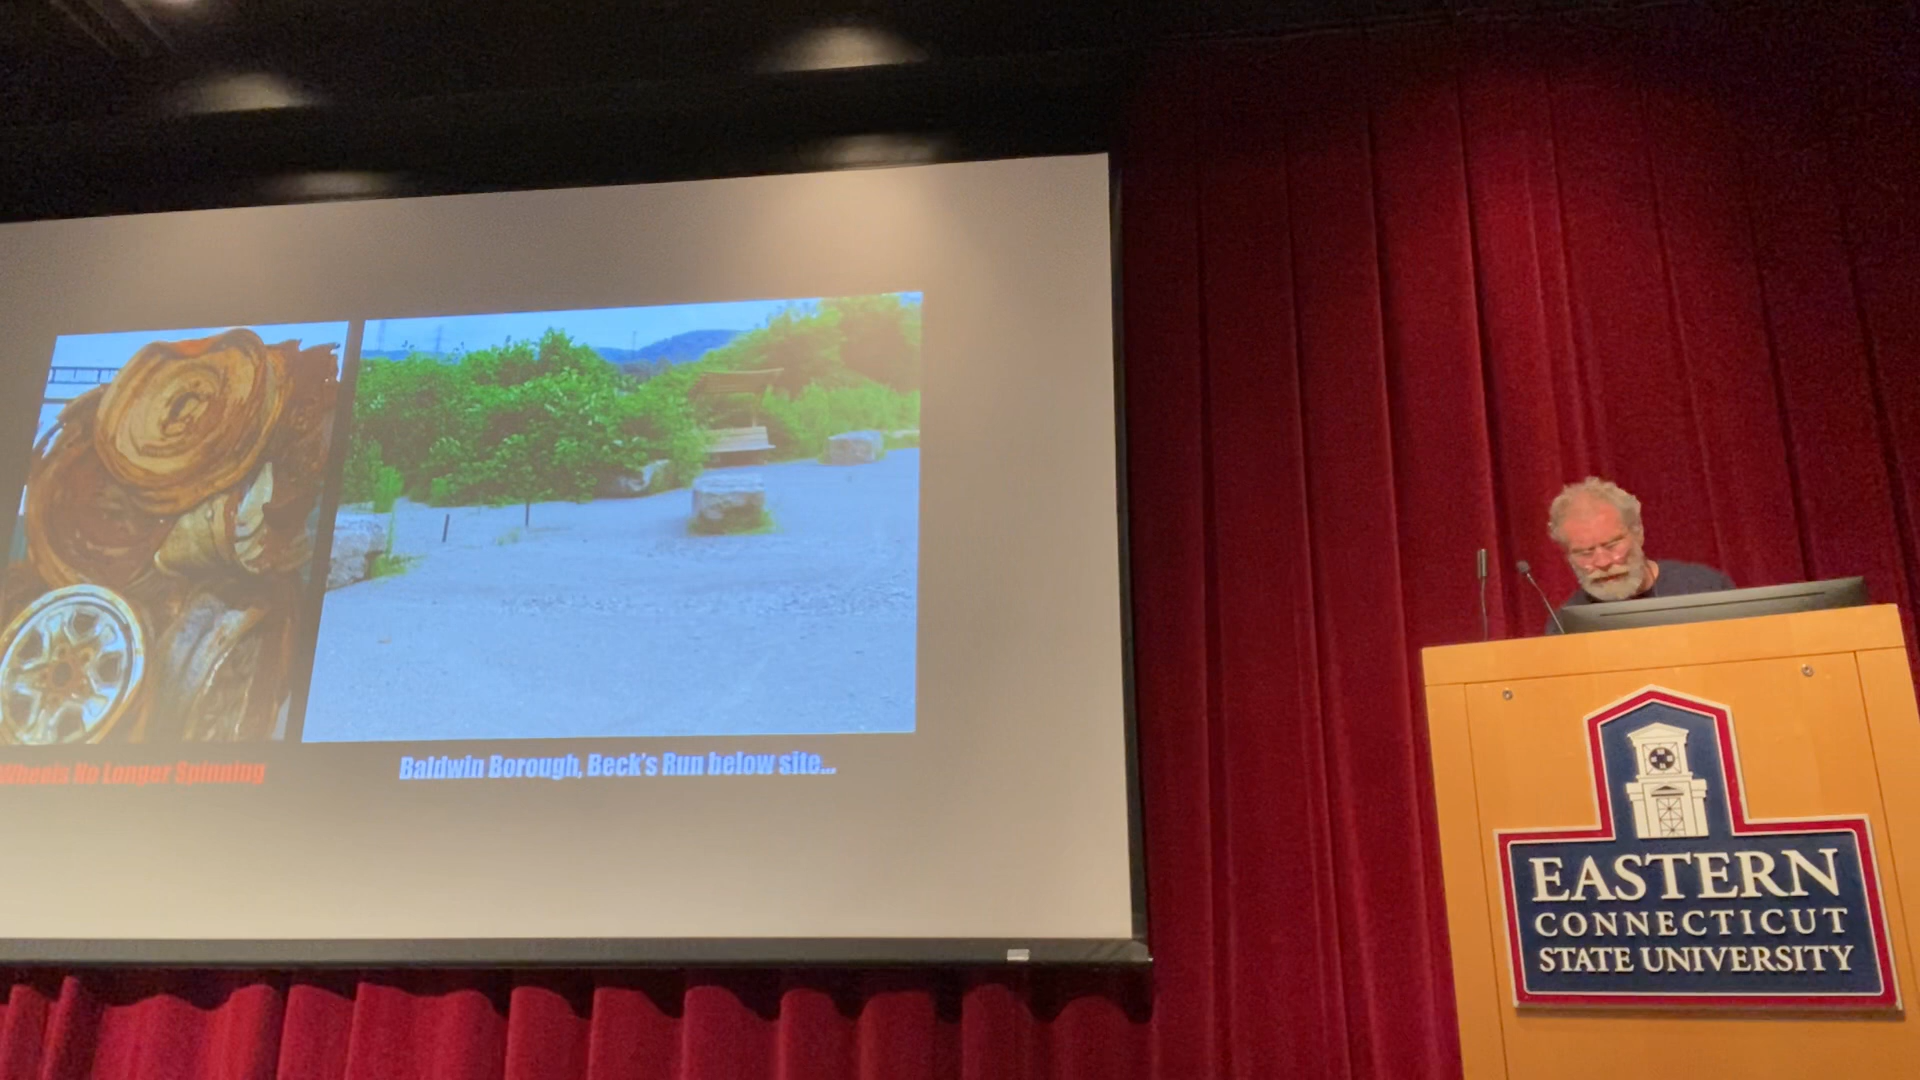 Wheels No Longer Spinning
Baldwin Borough, Beck's Run below site...
EASTERN
CONNECTICUT
STATE UNIVERSITY